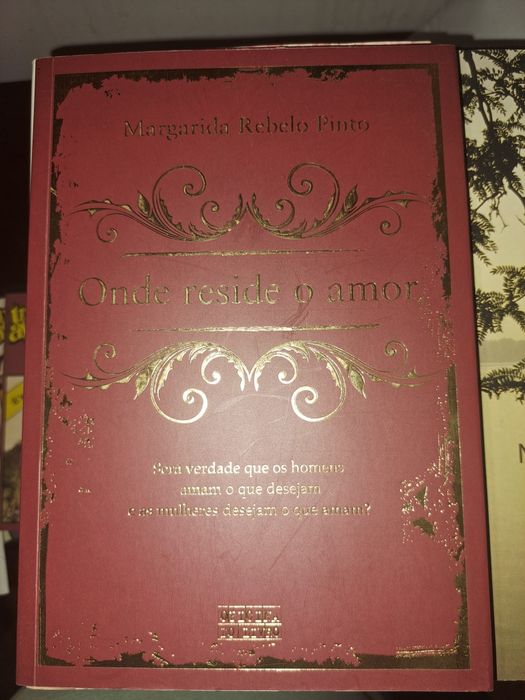 Margarida Rebelo Pinto
Onde reside o amor
Será verdade que os homens
amam o que desejam
e as mulheres desejam o que amam?